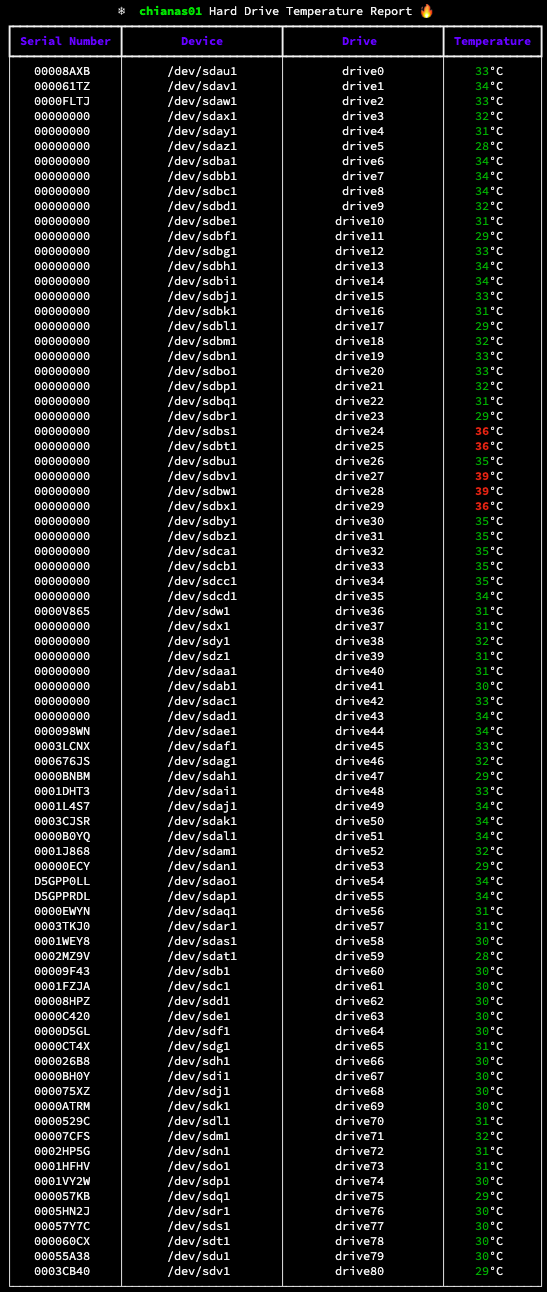 ❄ chianas01 Hard Drive Temperature Report 🔥
Serial Number Device Drive Temperature
00008AXB /dev/sdau1 drive0 33°C
000061TZ /dev/sdav1 drive1 34°C
0000FLTJ /dev/sdaw1 drive2 33°C
00000000 /dev/sdax1 drive3 32°C
00000000 /dev/sday1 drive4 31°C
00000000 /dev/sdaz1 drive5 28°C
00000000 /dev/sdba1 drive6 34°C
00000000 /dev/sdbb1 drive7 34°C
00000000 /dev/sdbc1 drive8 34°C
00000000 /dev/sdbd1 drive9 32°C
00000000 /dev/sdbe1 drive10 31°C
00000000 /dev/sdbf1 drive11 29°C
00000000 /dev/sdbg1 drive12 33°C
00000000 /dev/sdbh1 drive13 34°C
00000000 /dev/sdbi1 drive14 34°C
00000000 /dev/sdbj1 drive15 33°C
00000000 /dev/sdbk1 drive16 31°C
00000000 /dev/sdbl1 drive17 29°C
00000000 /dev/sdbm1 drive18 32°C
00000000 /dev/sdbn1 drive19 33°C
00000000 /dev/sdbo1 drive20 33°C
00000000 /dev/sdbp1 drive21 32°C
00000000 /dev/sdbq1 drive22 31°C
00000000 /dev/sdbr1 drive23 29°C
00000000 /dev/sdbs1 drive24 36°C
00000000 /dev/sdbt1 drive25 36°C
00000000 /dev/sdbu1 drive26 35°C
00000000 /dev/sdbv1 drive27 39°C
00000000 /dev/sdbw1 drive28 39°C
00000000 /dev/sdbx1 drive29 36°C
00000000 /dev/sdby1 drive30 35°C
00000000 /dev/sdbz1 drive31 35°C
00000000 /dev/sdca1 drive32 35°C
00000000 /dev/sdcb1 drive33 35°C
00000000 /dev/sdcc1 drive34 35°C
00000000 /dev/sdcd1 drive35 34°C
0000V865 /dev/sdw1 drive36 31°C
00000000 /dev/sdx1 drive37 31°C
00000000 /dev/sdy1 drive38 32°C
00000000 /dev/sdz1 drive39 31°C
00000000 /dev/sdaa1 drive40 31°C
00000000 /dev/sdab1 drive41 30°C
00000000 /dev/sdac1 drive42 33°C
00000000 /dev/sdad1 drive43 34°C
000098WN /dev/sdae1 drive44 34°C
0003LCNX /dev/sdaf1 drive45 33°C
000676JS /dev/sdag1 drive46 32°C
0000BNBM /dev/sdah1 drive47 29°C
0001DHT3 /dev/sdai1 drive48 33°C
0001L4S7 /dev/sdaj1 drive49 34°C
0003CJSR /dev/sdak1 drive50 34°C
0000B0YQ /dev/sdal1 drive51 34°C
0001J868 /dev/sdam1 drive52 32°C
00000ECY /dev/sdan1 drive53 29°C
D5GPP0LL /dev/sdao1 drive54 34°C
D5GPPRDL /dev/sdap1 drive55 34°C
0000EWYN /dev/sdaq1 drive56 31°C
0003TKJ0 /dev/sdar1 drive57 31°C
0001WEY8 /dev/sdas1 drive58 30°C
0002MZ9V /dev/sdat1 drive59 28°C
00009F43 /dev/sdb1 drive60 30°C
0001FZJA /dev/sdc1 drive61 30°C
00008HPZ /dev/sdd1 drive62 30°C
0000C420 /dev/sde1 drive63 30°C
0000D5GL /dev/sdf1 drive64 30°C
0000CT4X /dev/sdg1 drive65 31°C
000026B8 /dev/sdh1 drive66 30°C
0000BH0Y /dev/sdi1 drive67 30°C
000075XZ /dev/sdj1 drive68 30°C
0000ATRM /dev/sdk1 drive69 30°C
0000529C /dev/sdl1 drive70 31°C
00007CFS /dev/sdm1 drive71 32°C
0002HP5G /dev/sdn1 drive72 31°C
0001HFHV /dev/sdo1 drive73 31°C
0001VY2W /dev/sdp1 drive74 30°C
000057KB /dev/sdq1 drive75 29°C
0005HN2J /dev/sdr1 drive76 30°C
00057Y7C /dev/sds1 drive77 30°C
000060CX /dev/sdt1 drive78 30°C
00055A38 /dev/sdu1 drive79 30°C
0003CB40 /dev/sdv1 drive80 29°C